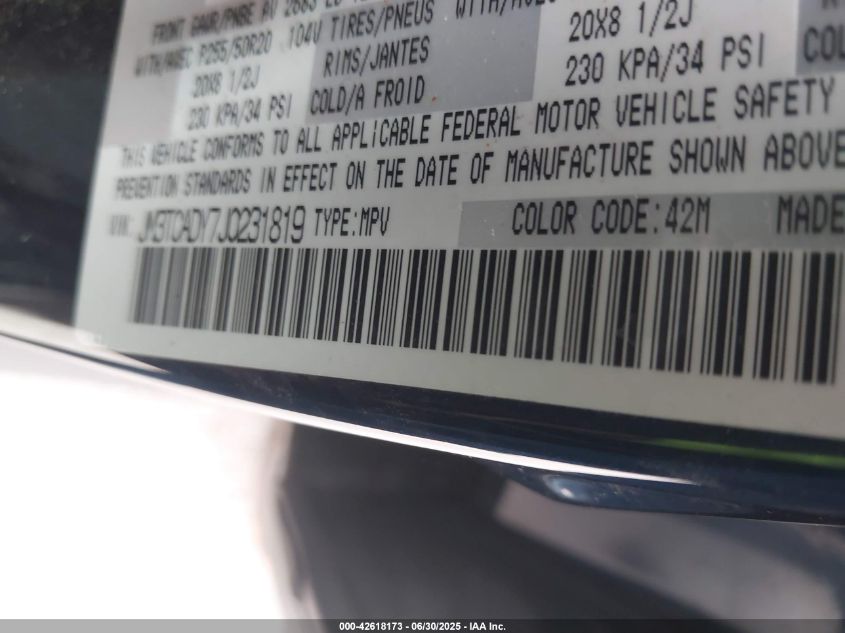 FRONT GAWR/PNBE AV 2665 LB
WITH/AVEC P255/50R20 104V TIRES/PNEUS WITH/AVEC
20X8 1/2J RIMS/JANTES 20X8 1/2J
230 KPA/34 PSI COLD/A FROID 230 KPA/34 PSI COL
THIS VEHICLE CONFORMS TO ALL APPLICABLE FEDERAL MOTOR VEHICLE SAFETY
PREVENTION STANDARDS IN EFFECT ON THE DATE OF MANUFACTURE SHOWN ABOVE
VIN: JM3TCADY7J0231819 TYPE:MPV COLOR CODE:42M MADE
000-42618173 - 06/30/2025 - IAA Inc.